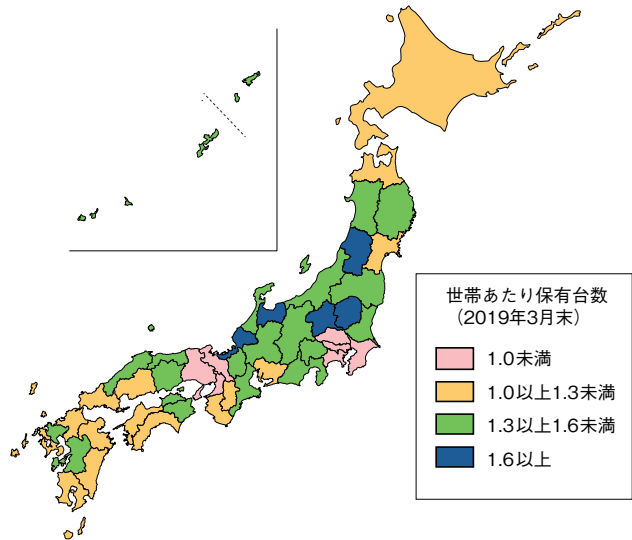 世帯あたり保有台数
（2019年3月末）
1.0未満
1.0以上1.3未満
1.3以上1.6未満
1.6以上